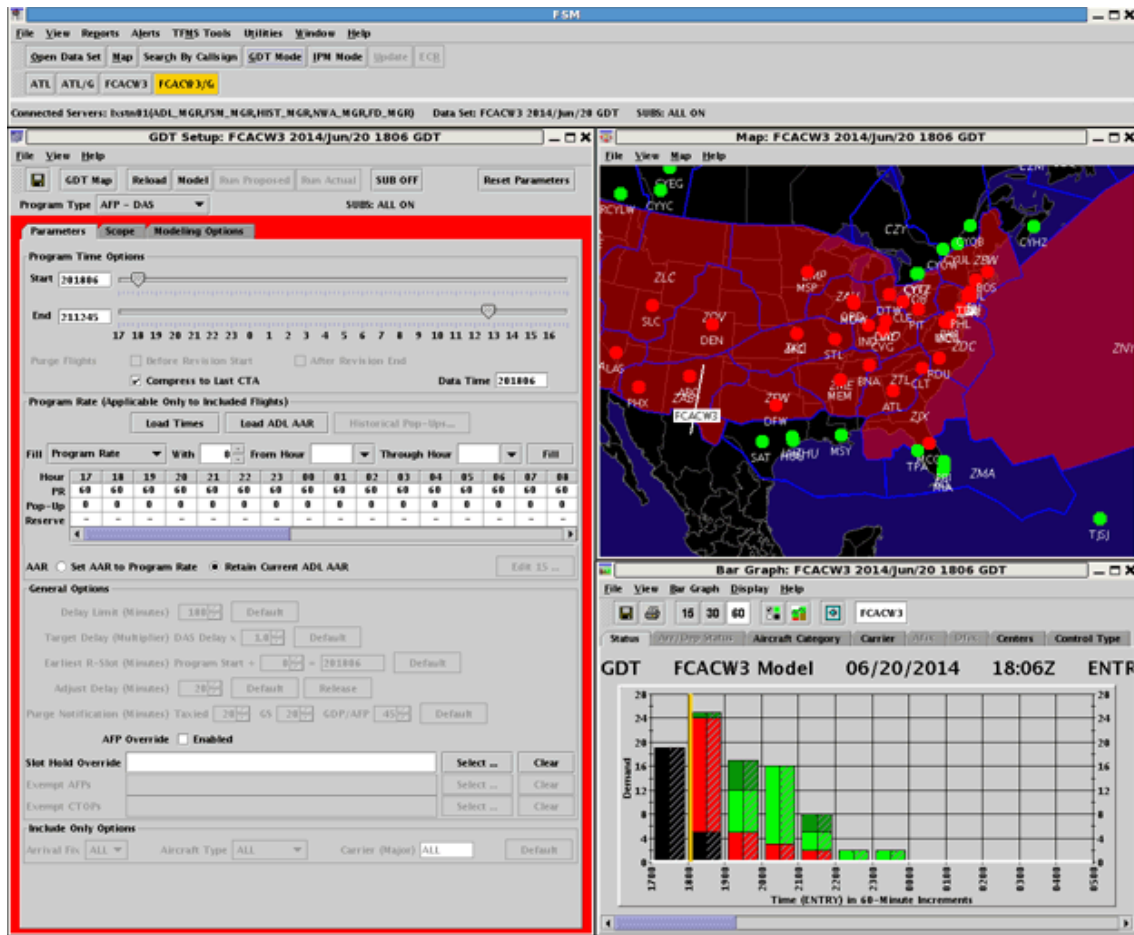 FSM
File View Reports Alerts TFMS Tools Utilities Window Help
Open Data Set Map Search By Callsign GDT Mode IPM Mode Update ECR
ATL ATL/G FCACW3 FCACW3/G
Data Set: FCACW3 2014/Jun/20 GDT SUBS: ALL ON
GDT Setup: FCACW3 2014/Jun/20 1806 GDT
File View Help
GDT Map Reload Model Run Proposed Run Actual SUB OFF Reset Parameters
Program Type AFP - DAS SUBS: ALL ON
Parameters Scope Modeling Options
Program Time Options
Start 201806
End 211245
17 18 19 20 21 22 23 0 1 2 3 4 5 6 7 8 9 10 11 12 13 14 15 16
Purge Flights Before Revision Start After Revision End
Compress to Last CTA Data Time 201806
Program Rate (Applicable Only to Included Flights)
Load Times Load ADL AAR Historical Pop-Ups...
Fill Program Rate With 0 From Hour Through Hour Fill
Hour 17 18 19 20 21 22 23 00 01 02 03 04 05 06 07 08
PR 60 60 60 60 60 60 60 60 60 60 60 60 60 60 60 60
Pop-Up 0 0 0 0 0 0 0 0 0 0 0 0 0 0 0 0
Reserve - - - - - - - - - - - - - - - -
AAR Set AAR to Program Rate Retain Current ADL AAR Edit 15 ...
General Options
Delay Limit (Minutes) 180 Default
Target Delay (Multiplier) DAS Delay x 1.0 Default
Earliest R-Slot (Minutes) Program Start + 0 = 201806 Default
Adjust Delay (Minutes) 20 Default Release
Purge Notification (Minutes) Taxied 20 GS 20 GDP/AFP 45 Default
AFP Override Enabled
Slot Hold Override Select ... Clear
Exempt AFPs Select ... Clear
Exempt CTOPs Select ... Clear
Include Only Options
Arrival Fix ALL Aircraft Type ALL Carrier (Major) ALL Default
Map: FCACW3 2014/Jun/20 1806 GDT
File View Map Help
CYEG
CYYC
CZY
CYQB
CYHZ
CYOW
ZBW
ZLC
MSP
BOS
SLC
DTW
CLE
PIT
PHL
DEN
STL
CVG
ZDC
ZNY
LAS
BNA
RDU
PHX
MEM
ZTL
CLT
ATL
FCACW3
DFW
ZJX
SAT
MSY
TPA
ZMA
TJSJ
Bar Graph: FCACW3 2014/Jun/20 1806 GDT
File View Bar Graph Display Help
15 30 60 FCACW3
Status Arr/Dep Status Aircraft Category Carrier AFix DFix Centers Control Type
GDT FCACW3 Model 06/20/2014 18:06Z ENTR
28 28
24 24
20 20
16 16
12 12
8 8
4 4
0 0
Demand
1700 1800 1900 2000 2100 2200 2300 0000 0100 0200 0300 0400 0500
Time (ENTRY) in 60-Minute Increments